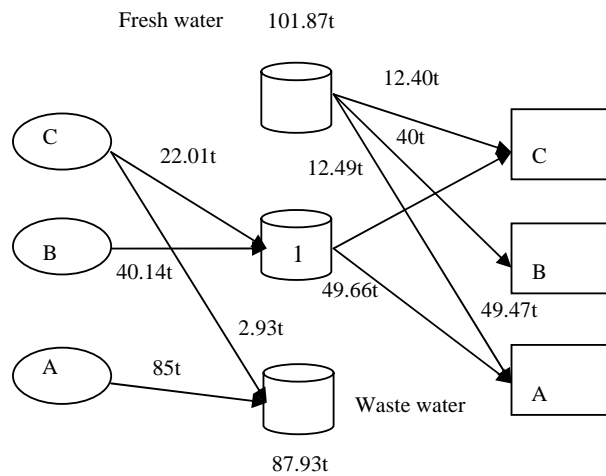 Fresh water
101.87t
12.40t
C
22.01t
40t
12.49t
C
B
1
B
40.14t
49.66t
49.47t
2.93t
A
85t
A
Waste water
87.93t